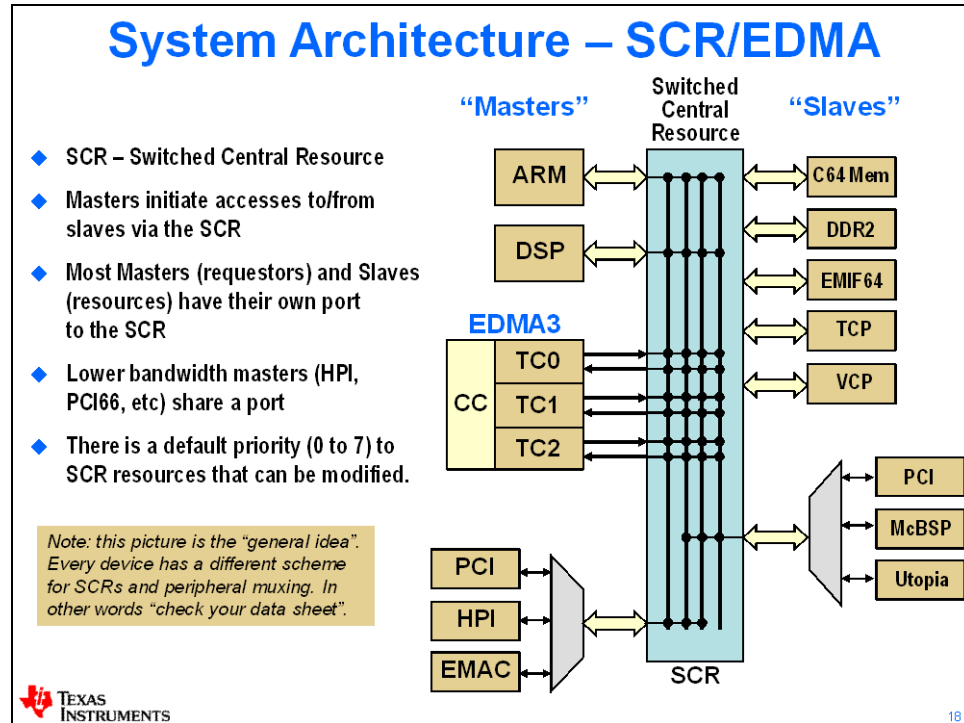 System Architecture – SCR/EDMA
"Masters"
Switched
Central
Resource
"Slaves"
SCR – Switched Central Resource
Masters initiate accesses to/from
slaves via the SCR
Most Masters (requestors) and Slaves
(resources) have their own port
to the SCR
Lower bandwidth masters (HPI,
PCI66, etc) share a port
There is a default priority (0 to 7) to
SCR resources that can be modified.
Note: this picture is the "general idea".
Every device has a different scheme
for SCRs and peripheral muxing. In
other words "check your data sheet".
ARM
DSP
EDMA3
CC
TC0
TC1
TC2
PCI
HPI
EMAC
SCR
C64 Mem
DDR2
EMIF64
TCP
VCP
PCI
McBSP
Utopia
TEXAS
INSTRUMENTS
18